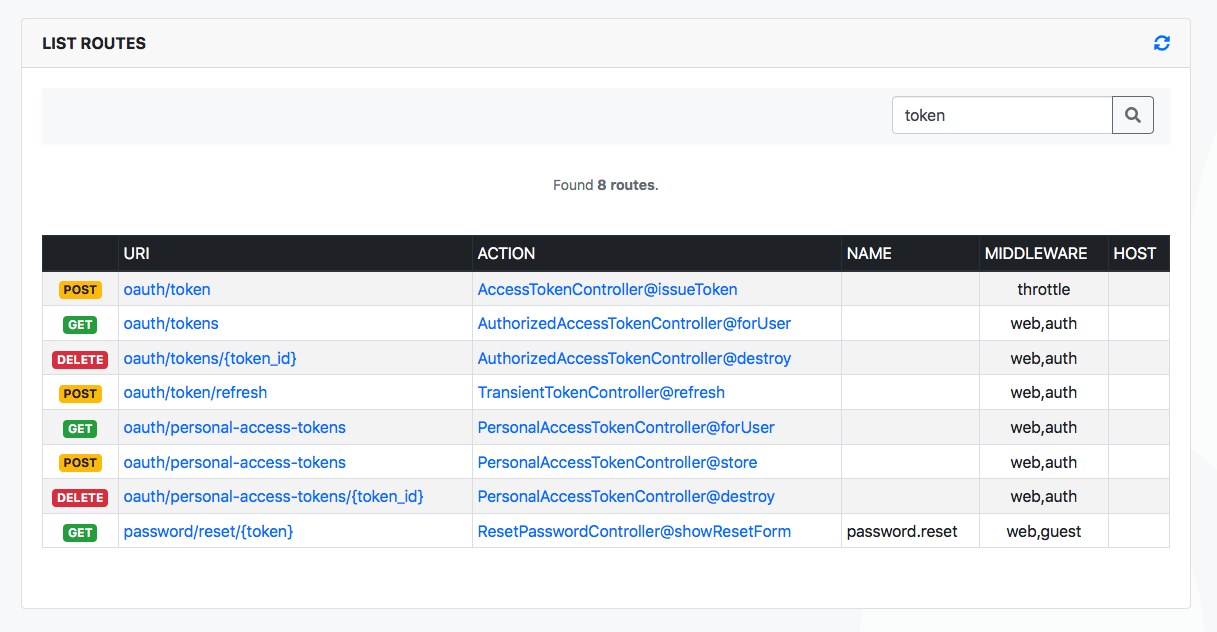 LIST ROUTES
token
Found 8 routes.
URI ACTION NAME MIDDLEWARE HOST
POST oauth/token AccessTokenController@issueToken throttle
GET oauth/tokens AuthorizedAccessTokenController@forUser web,auth
DELETE oauth/tokens/{token_id} AuthorizedAccessTokenController@destroy web,auth
POST oauth/token/refresh TransientTokenController@refresh web,auth
GET oauth/personal-access-tokens PersonalAccessTokenController@forUser web,auth
POST oauth/personal-access-tokens PersonalAccessTokenController@store web,auth
DELETE oauth/personal-access-tokens/{token_id} PersonalAccessTokenController@destroy web,auth
GET password/reset/{token} ResetPasswordController@showResetForm password.reset web,guest